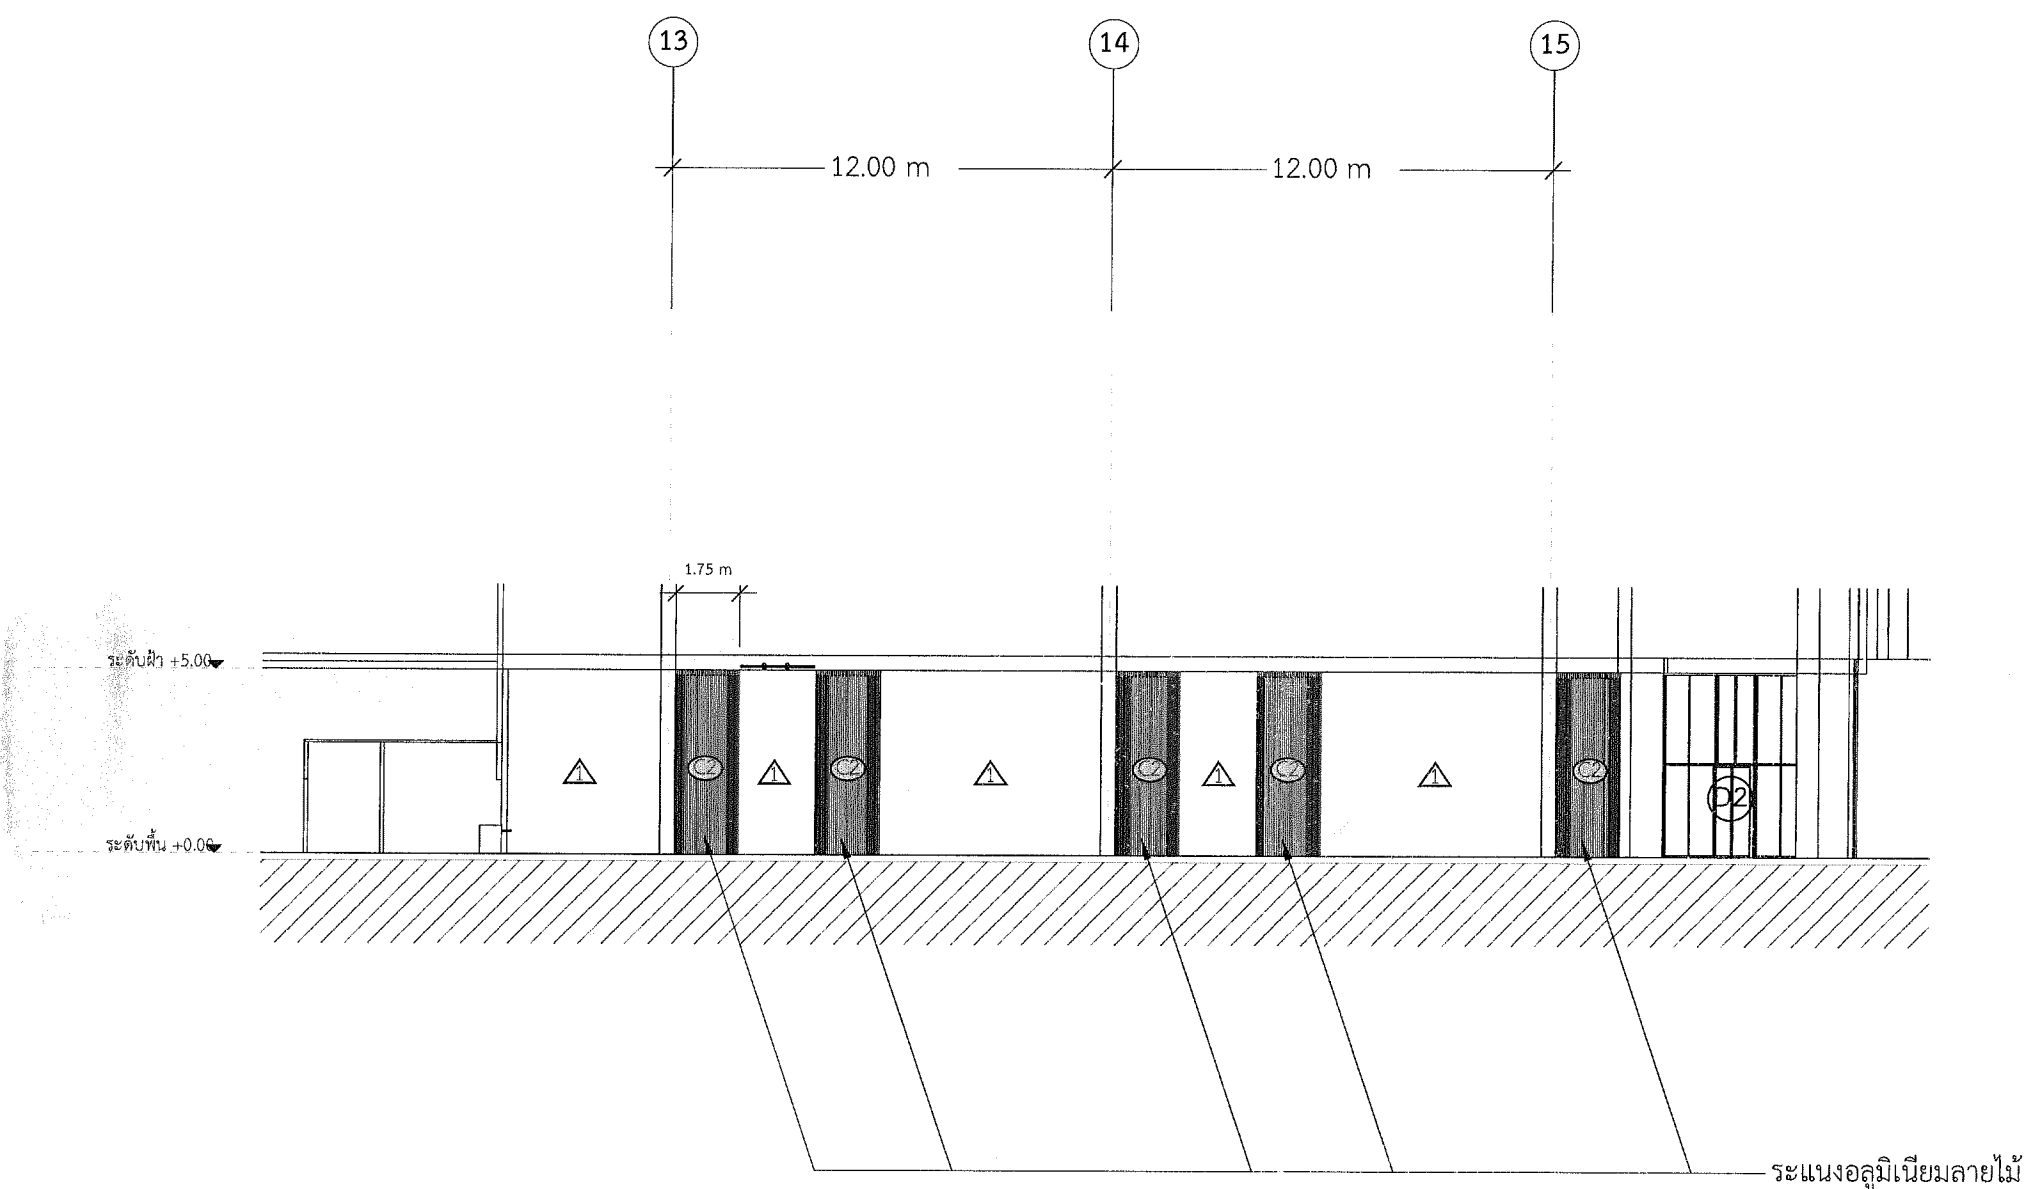 13 14 15
12.00 m 12.00 m
1.75 m
ระดับฝ้า +5.00
1 C2 1 C2 1 C2 1 C2 1 C2 D2
ระดับพื้น +0.00
ระแนงอลูมิเนียมลายไม้